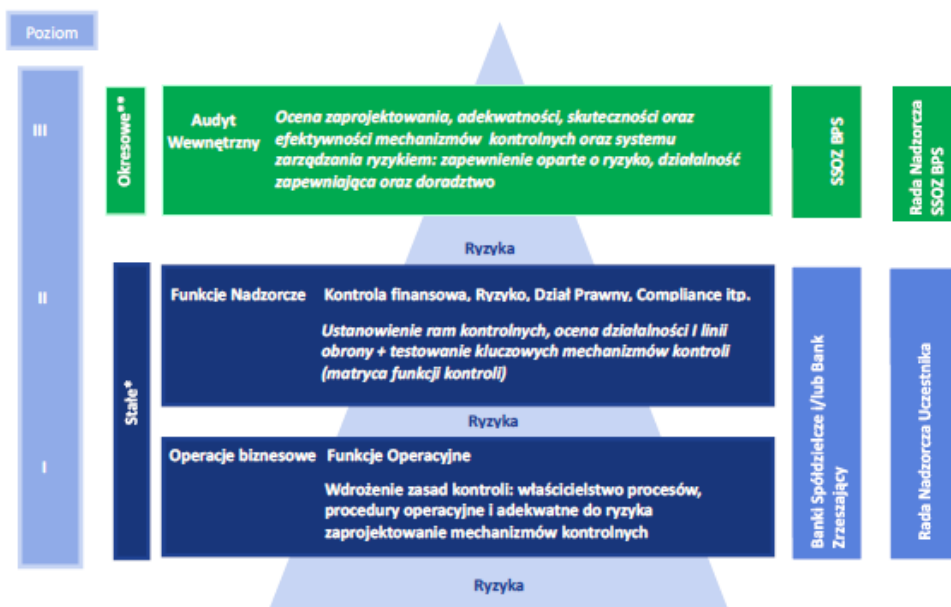 Poziom
III
Okresowe**
Audyt
Wewnętrzny
Ocena zaprojektowania, adekwatności, skuteczności oraz
efektywności mechanizmów kontrolnych oraz systemu
zarządzania ryzykiem: zapewnienie oparte o ryzyko, działalność
zapewniająca oraz doradztwo
SSOZ BPS
Rada Nadzorcza
SSOZ BPS
Ryzyka
II
Stałe*
Funkcje Nadzorcze
Kontrola finansowa, Ryzyko, Dział Prawny, Compliance itp.
Ustanowienie ram kontrolnych, ocena działalności I linii
obrony + testowanie kluczowych mechanizmów kontroli
(matryca funkcji kontroli)
Banki Spółdzielcze i/lub Bank
Zrzeszający
Rada Nadzorcza Uczestnika
Ryzyka
I
Operacje biznesowe
Funkcje Operacyjne
Wdrożenie zasad kontroli: właścicielstwo procesów,
procedury operacyjne i adekwatne do ryzyka
zaprojektowanie mechanizmów kontrolnych
Ryzyka